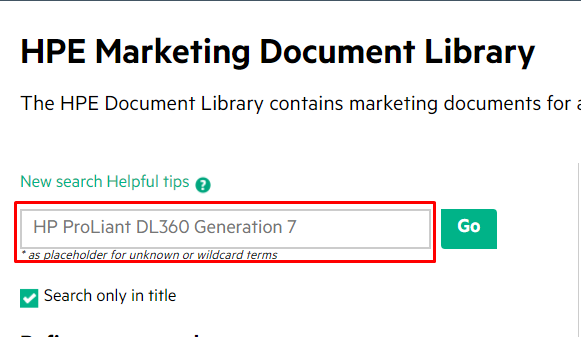 HPE Marketing Document Library
The HPE Document Library contains marketing documents for
New search Helpful tips ?
HP ProLiant DL360 Generation 7
Go
* as placeholder for unknown or wildcard terms
Search only in title